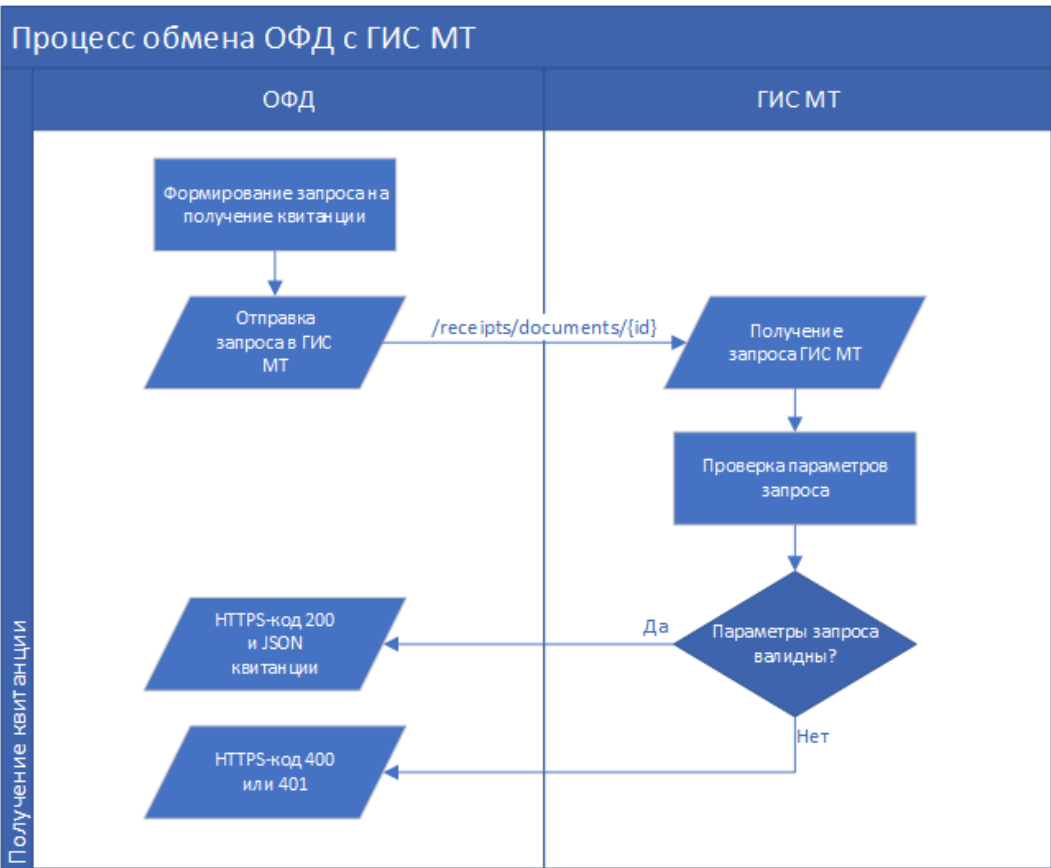 Процесс обмена ОФД с ГИС МТ
ОФД
ГИС МТ
Получение квитанции
Формирование запроса на
получение квитанции
Отправка
запроса в ГИС
МТ
/receipts/documents/{id}
Получение
запроса ГИС МТ
Проверка параметров
запроса
Параметры запроса
валидны?
Да
HTTPS-код 200
и JSON
квитанции
Нет
HTTPS-код 400
или 401